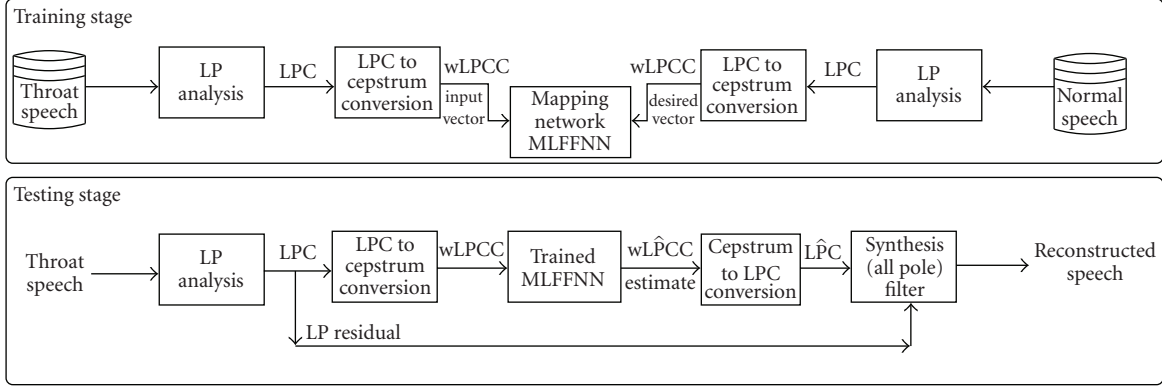 Training stage
Throat
speech
LP
analysis
LPC
LPC to
cepstrum
conversion
wLPCC
input
vector
Mapping
network
MLFFNN
wLPCC
desired
vector
LPC to
cepstrum
conversion
LPC
LP
analysis
Normal
speech
Testing stage
Throat
speech
LP
analysis
LPC
LPC to
cepstrum
conversion
wLPCC
Trained
MLFFNN
wLP̂CC
estimate
Cepstrum
to LPC
conversion
LP̂C
Synthesis
(all pole)
filter
Reconstructed
speech
LP residual